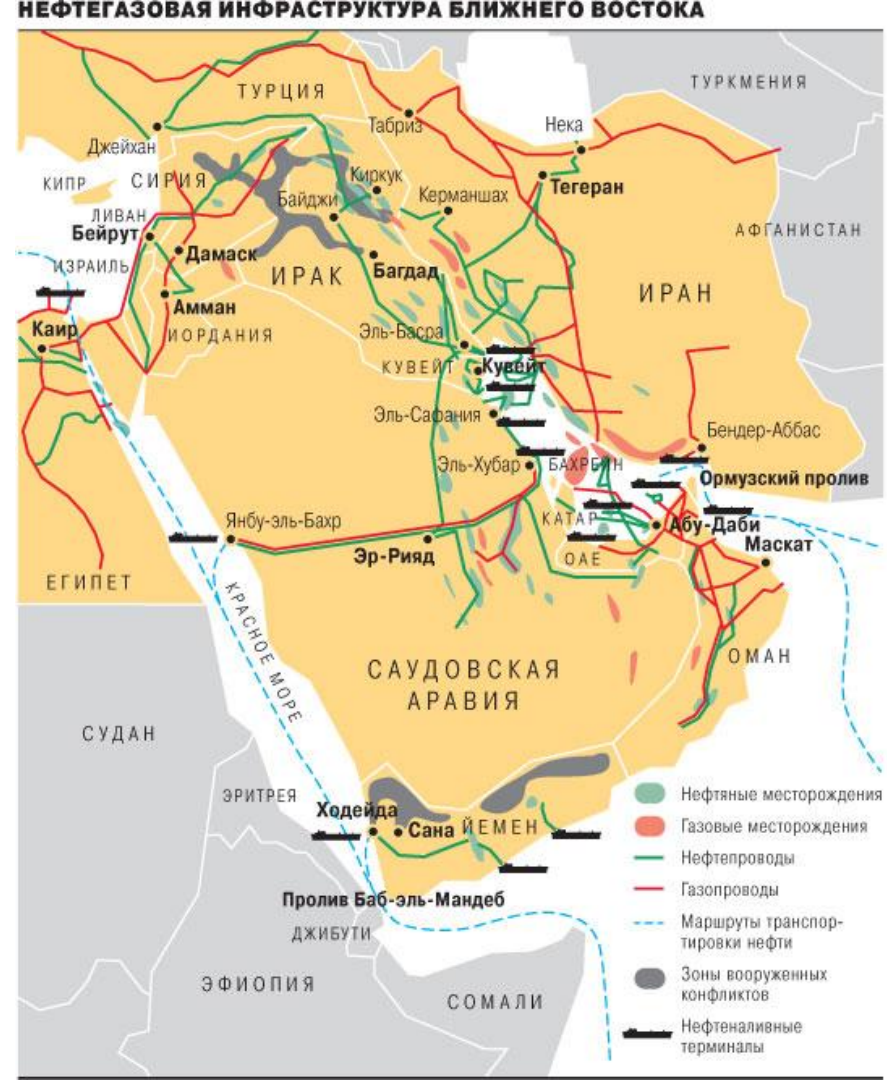 НЕФТЕГАЗОВАЯ ИНФРАСТРУКТУРА БЛИЖНЕГО ВОСТОКА
ТУРКМЕНИЯ
ТУРЦИЯ
Табриз
Нека
Джейхан
КИПР
СИРИЯ
Киркук
Байджи
Керманшах
Тегеран
ЛИВАН
Бейрут
АФГАНИСТАН
Дамаск
ИЗРАИЛЬ
ИРАК
Багдад
ИРАН
Амман
Каир
ИОРДАНИЯ
Эль-Басра
КУВЕЙТ
Кувейт
Эль-Сафания
Бендер-Аббас
Эль-Хубар
БАХРЕЙН
Ормузский пролив
Янбу-эль-Бахр
КАТАР
Абу-Даби
Маскат
Эр-Рияд
ОАЕ
ЕГИПЕТ
КРАСНОЕ МОРЕ
САУДОВСКАЯ
АРАВИЯ
ОМАН
СУДАН
ЭРИТРЕЯ
Ходейда
Сана
ЙЕМЕН
Пролив Баб-эль-Мандеб
ДЖИБУТИ
ЭФИОПИЯ
СОМАЛИ
Нефтяные месторождения
Газовые месторождения
Нефтепроводы
Газопроводы
Маршруты транспор-
тировки нефти
Зоны вооруженных
конфликтов
Нефтеналивные
терминалы